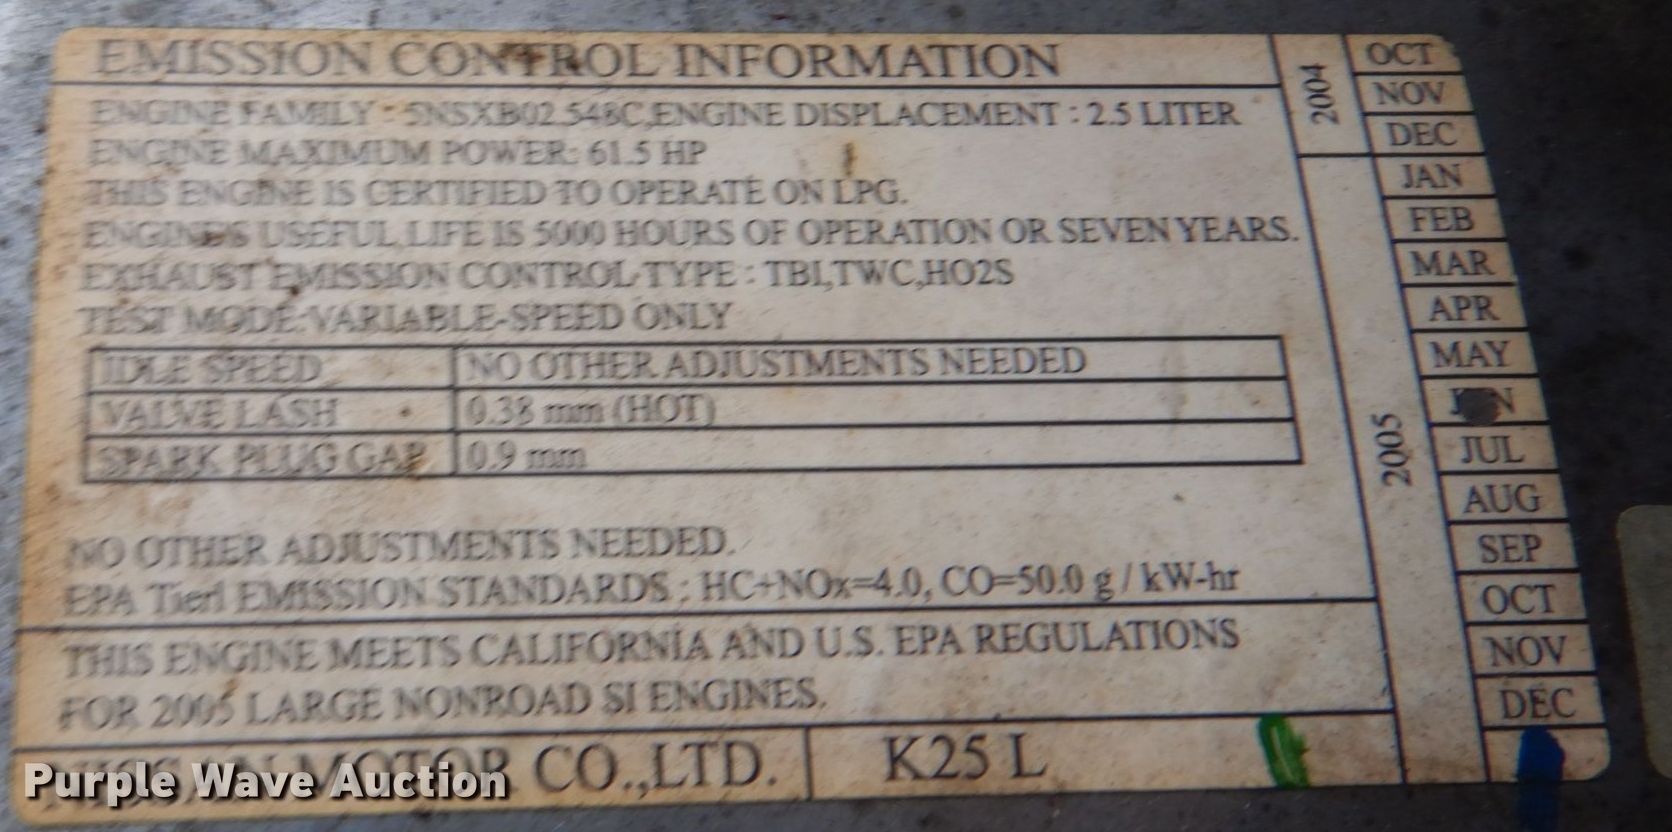 EMISSION CONTROL INFORMATION
ENGINE FAMILY : 5NSXB02.54BC,ENGINE DISPLACEMENT : 2.5 LITER
ENGINE MAXIMUM POWER: 61.5 HP
THIS ENGINE IS CERTIFIED TO OPERATE ON LPG.
ENGINE'S USEFUL LIFE IS 5000 HOURS OF OPERATION OR SEVEN YEARS.
EXHAUST EMISSION CONTROL TYPE : TBI,TWC,HO2S
TEST MODE:VARIABLE-SPEED ONLY
IDLE SPEED NO OTHER ADJUSTMENTS NEEDED
VALVE LASH 0.38 mm (HOT)
SPARK PLUG GAP 0.9 mm
NO OTHER ADJUSTMENTS NEEDED.
EPA Tier1 EMISSION STANDARDS : HC+NOx=4.0, CO=50.0 g / kW-hr
THIS ENGINE MEETS CALIFORNIA AND U.S. EPA REGULATIONS
FOR 2005 LARGE NONROAD SI ENGINES.
NISSAN MOTOR CO.,LTD. K25 L
2004
OCT
NOV
DEC
2005
JAN
FEB
MAR
APR
MAY
JUN
JUL
AUG
SEP
OCT
NOV
DEC
Purple Wave Auction